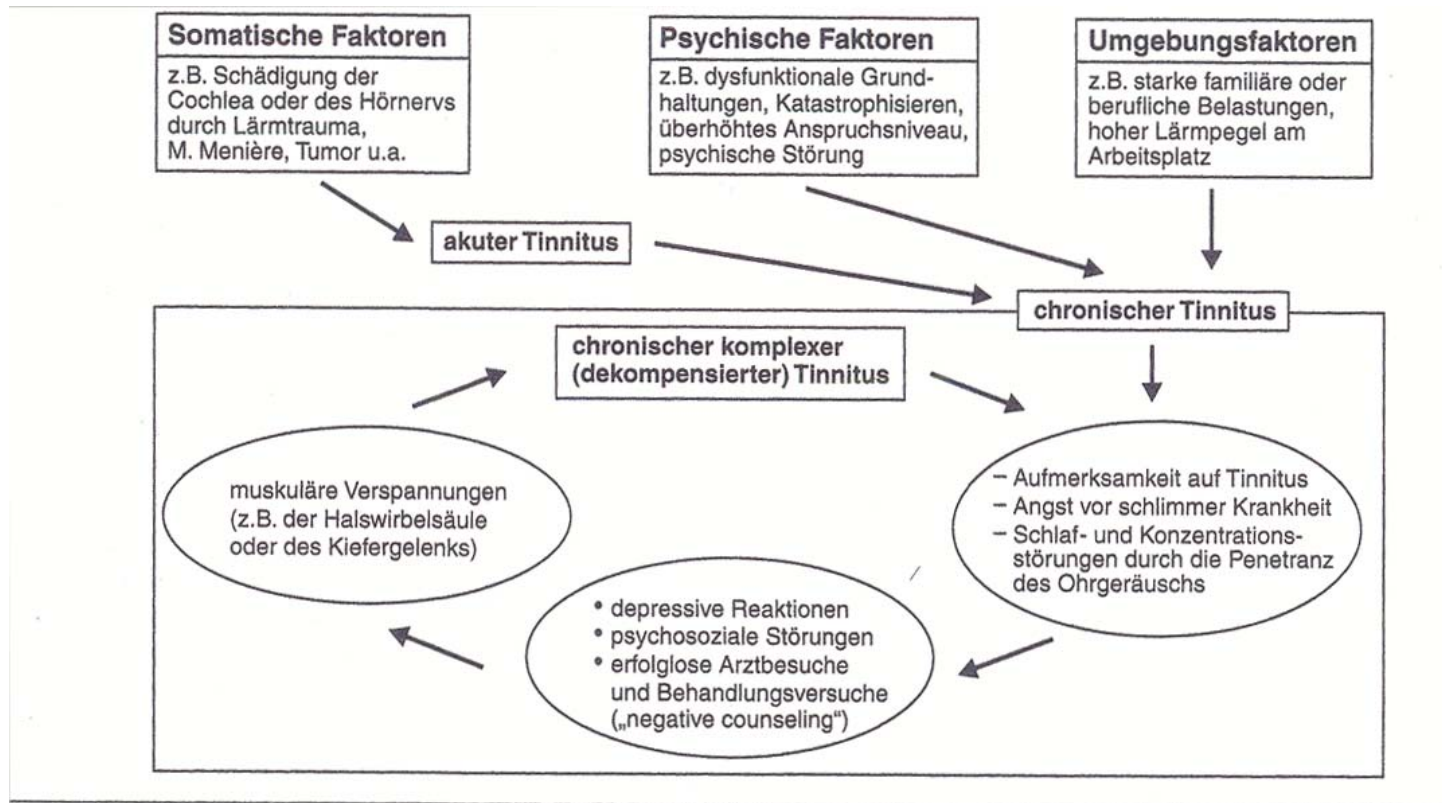 Somatische Faktoren
z.B. Schädigung der
Cochlea oder des Hörnervs
durch Lärmtrauma,
M. Menière, Tumor u.a.
Psychische Faktoren
z.B. dysfunktionale Grund-
haltungen, Katastrophisieren,
überhöhtes Anspruchsniveau,
psychische Störung
Umgebungsfaktoren
z.B. starke familiäre oder
berufliche Belastungen,
hoher Lärmpegel am
Arbeitsplatz
akuter Tinnitus
chronischer Tinnitus
chronischer komplexer
(dekompensierter) Tinnitus
– Aufmerksamkeit auf Tinnitus
– Angst vor schlimmer Krankheit
– Schlaf- und Konzentrations-
störungen durch die Penetranz
des Ohrgeräuschs
• depressive Reaktionen
• psychosoziale Störungen
• erfolglose Arztbesuche
und Behandlungsversuche
(„negative counseling“)
muskuläre Verspannungen
(z.B. der Halswirbelsäule
oder des Kiefergelenks)